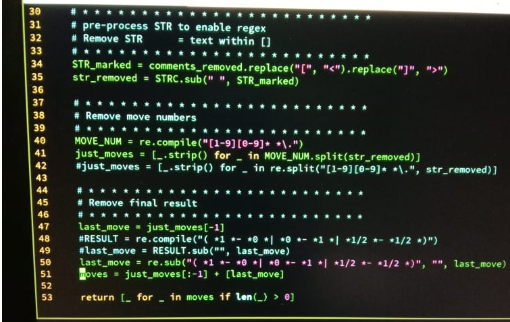 30 # * * * * * * * * * * * * * * * * * * * * * * *
31 # pre-process STR to enable regex
32 # Remove STR = text within []
33 # * * * * * * * * * * * * * * * * * * * * * * *
34 STR_marked = comments_removed.replace("[", "<").replace("]", ">")
35 str_removed = STRC.sub(" ", STR_marked)
36
37 # * * * * * * * * * * * * * * * * * * * * * * *
38 # Remove move numbers
39 # * * * * * * * * * * * * * * * * * * * * * * *
40 MOVE_NUM = re.compile("[1-9][0-9]* *\.")
41 just_moves = [_.strip() for _ in MOVE_NUM.split(str_removed)]
42 #just_moves = [_.strip() for _ in re.split("[1-9][0-9]* *\.", str_removed)]
43
44 # * * * * * * * * * * * * * * * * * * * * * * *
45 # Remove final result
46 # * * * * * * * * * * * * * * * * * * * * * * *
47 last_move = just_moves[-1]
48 #RESULT = re.compile("( *1 *- *0 *| *0 *- *1 *| *1/2 *- *1/2 *)")
49 #last_move = RESULT.sub("", last_move)
50 last_move = re.sub("( *1 *- *0 *| *0 *- *1 *| *1/2 *- *1/2 *)", "", last_move)
51 moves = just_moves[:-1] + [last_move]
52
53 return [_ for _ in moves if len(_) > 0]